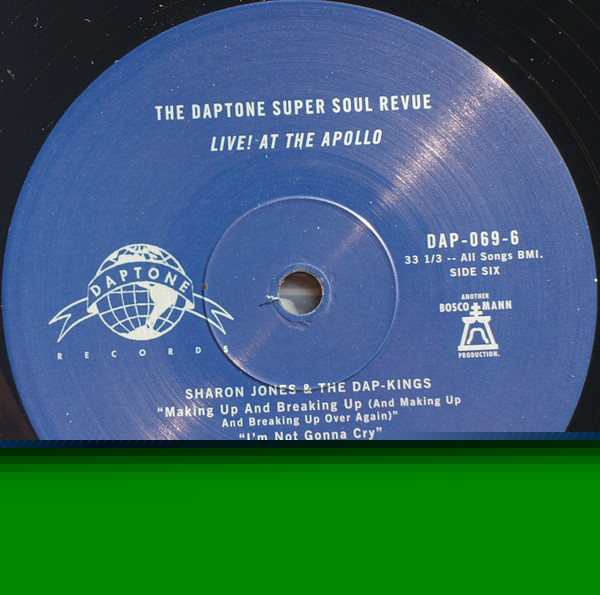 THE DAPTONE SUPER SOUL REVUE
LIVE! AT THE APOLLO
DAP-069-6
33 1/3 -- All Songs BMI.
SIDE SIX
DAPTONE
RECORDS
ANOTHER
BOSCO MANN
PRODUCTION.
SHARON JONES & THE DAP-KINGS
“Making Up And Breaking Up (And Making Up
And Breaking Up Over Again)”
“I'm Not Gonna Cry”